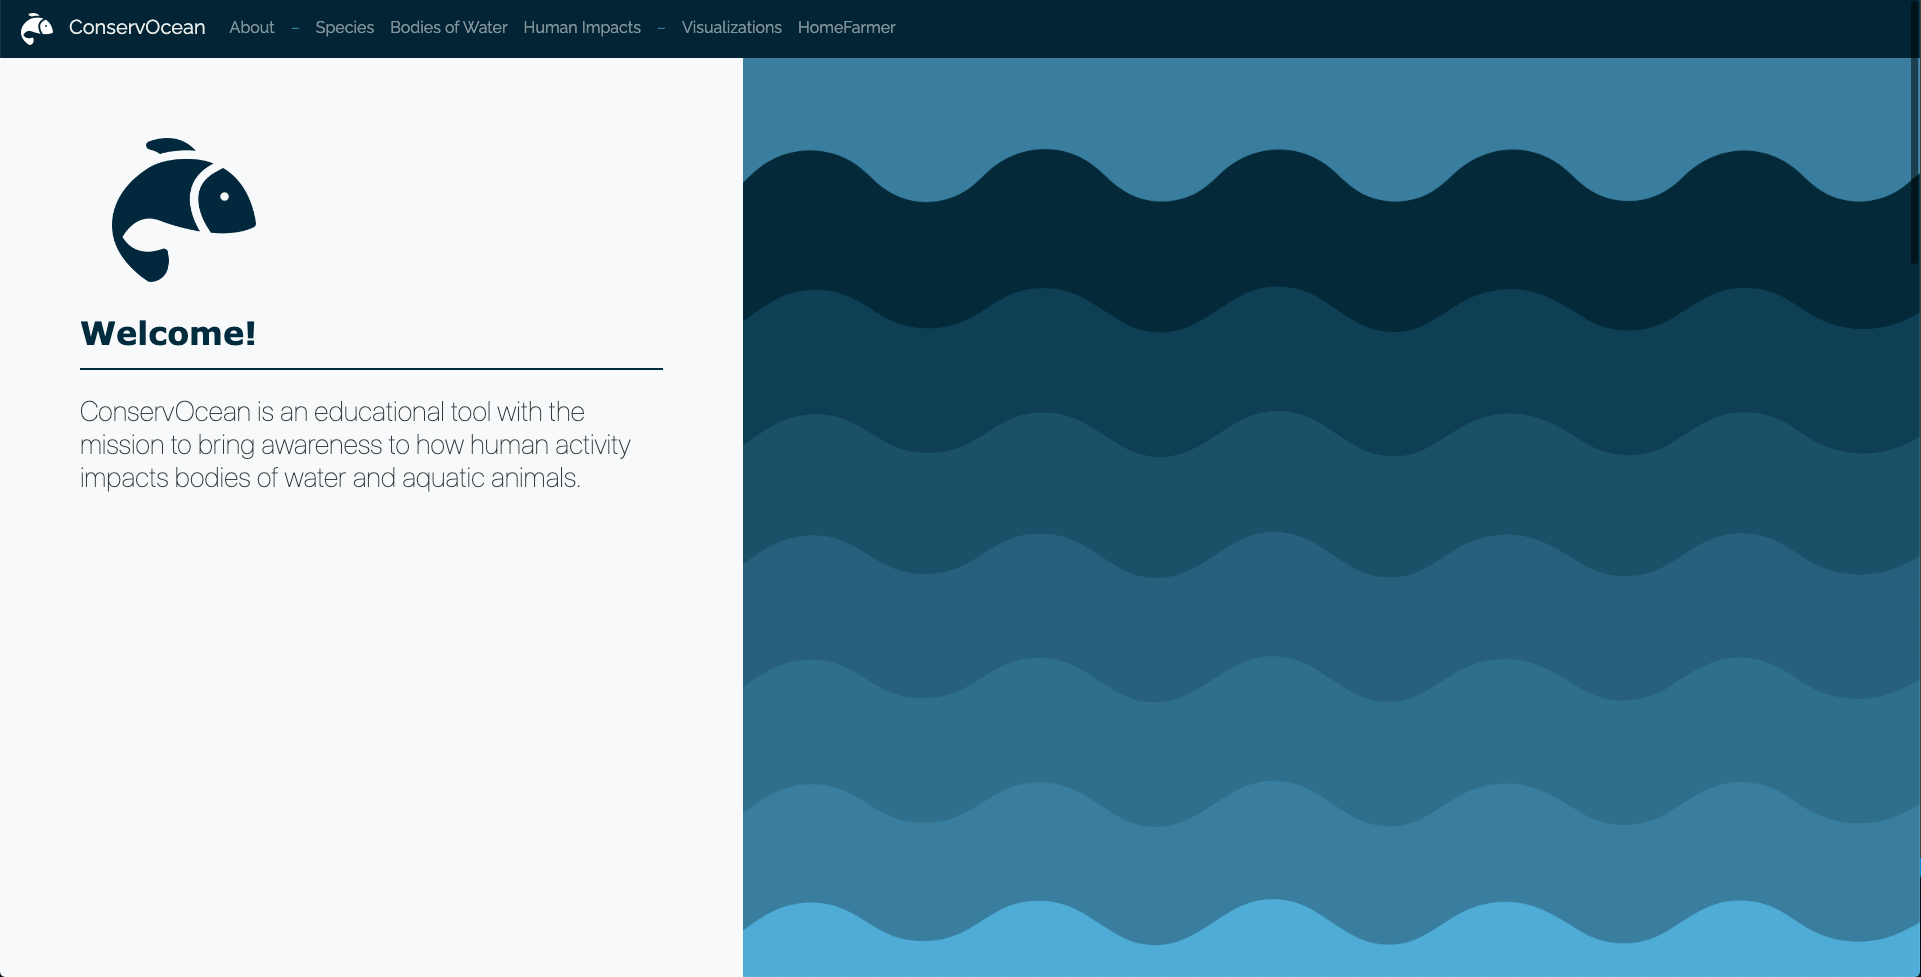 ConservOcean About – Species Bodies of Water Human Impacts – Visualizations HomeFarmer
Welcome!
ConservOcean is an educational tool with the
mission to bring awareness to how human activity
impacts bodies of water and aquatic animals.